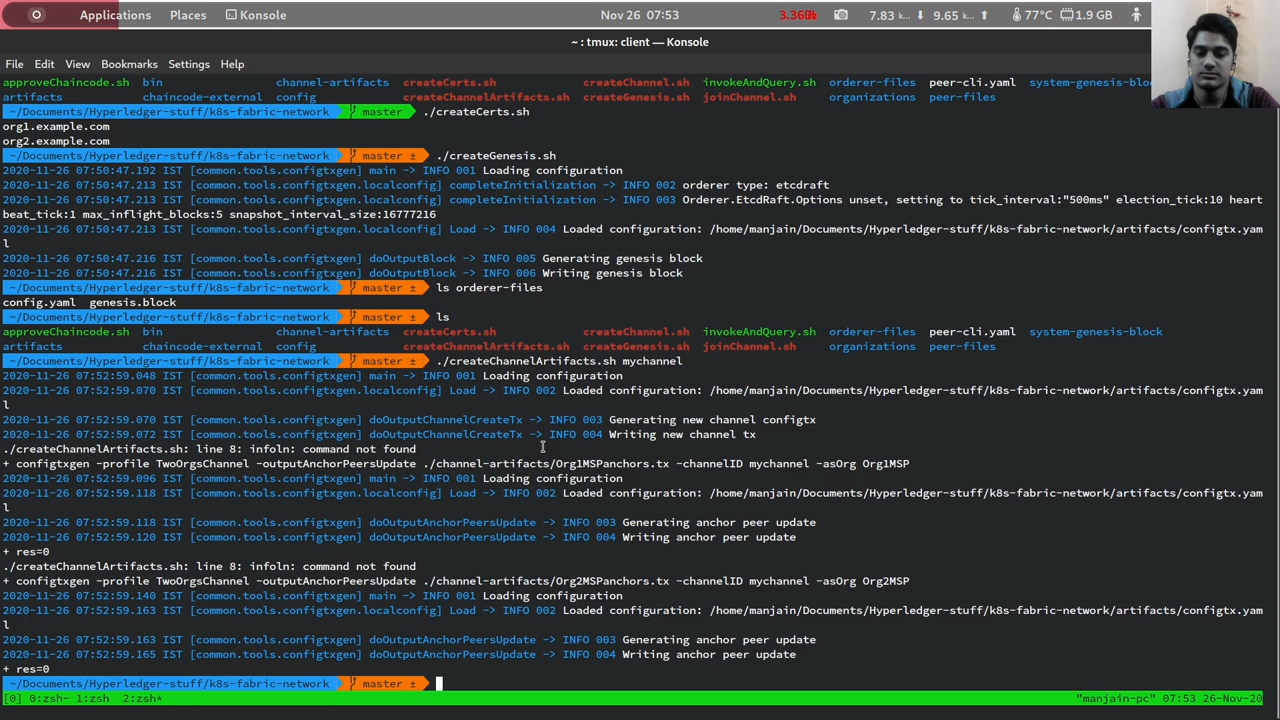 Applications Places Konsole Nov 26 07:53 3.36GHz 7.83 k... ↓ 9.65 k... ↑ 77°C 1.9 GB
~ : tmux: client — Konsole
File Edit View Bookmarks Settings Help
approveChaincode.sh bin channel-artifacts createCerts.sh createChannel.sh invokeAndQuery.sh orderer-files peer-cli.yaml system-genesis-block
artifacts chaincode-external config createChannelArtifacts.sh createGenesis.sh joinChannel.sh organizations peer-files
~/Documents/Hyperledger-stuff/k8s-fabric-network master ./createCerts.sh
org1.example.com
org2.example.com
~/Documents/Hyperledger-stuff/k8s-fabric-network master ± ./createGenesis.sh
2020-11-26 07:50:47.192 IST [common.tools.configtxgen] main -> INFO 001 Loading configuration
2020-11-26 07:50:47.213 IST [common.tools.configtxgen.localconfig] completeInitialization -> INFO 002 orderer type: etcdraft
2020-11-26 07:50:47.213 IST [common.tools.configtxgen.localconfig] completeInitialization -> INFO 003 Orderer.EtcdRaft.Options unset, setting to tick_interval:"500ms" election_tick:10 heart
beat_tick:1 max_inflight_blocks:5 snapshot_interval_size:16777216
2020-11-26 07:50:47.213 IST [common.tools.configtxgen.localconfig] Load -> INFO 004 Loaded configuration: /home/manjain/Documents/Hyperledger-stuff/k8s-fabric-network/artifacts/configtx.yam
l
2020-11-26 07:50:47.216 IST [common.tools.configtxgen] doOutputBlock -> INFO 005 Generating genesis block
2020-11-26 07:50:47.216 IST [common.tools.configtxgen] doOutputBlock -> INFO 006 Writing genesis block
~/Documents/Hyperledger-stuff/k8s-fabric-network master ± ls orderer-files
config.yaml genesis.block
~/Documents/Hyperledger-stuff/k8s-fabric-network master ± ls
approveChaincode.sh bin channel-artifacts createCerts.sh createChannel.sh invokeAndQuery.sh orderer-files peer-cli.yaml system-genesis-block
artifacts chaincode-external config createChannelArtifacts.sh createGenesis.sh joinChannel.sh organizations peer-files
~/Documents/Hyperledger-stuff/k8s-fabric-network master ± ./createChannelArtifacts.sh mychannel
2020-11-26 07:52:59.048 IST [common.tools.configtxgen] main -> INFO 001 Loading configuration
2020-11-26 07:52:59.070 IST [common.tools.configtxgen.localconfig] Load -> INFO 002 Loaded configuration: /home/manjain/Documents/Hyperledger-stuff/k8s-fabric-network/artifacts/configtx.yam
l
2020-11-26 07:52:59.070 IST [common.tools.configtxgen] doOutputChannelCreateTx -> INFO 003 Generating new channel configtx
2020-11-26 07:52:59.072 IST [common.tools.configtxgen] doOutputChannelCreateTx -> INFO 004 Writing new channel tx
./createChannelArtifacts.sh: line 8: infoln: command not found
+ configtxgen -profile TwoOrgsChannel -outputAnchorPeersUpdate ./channel-artifacts/Org1MSPanchors.tx -channelID mychannel -asOrg Org1MSP
2020-11-26 07:52:59.096 IST [common.tools.configtxgen] main -> INFO 001 Loading configuration
2020-11-26 07:52:59.118 IST [common.tools.configtxgen.localconfig] Load -> INFO 002 Loaded configuration: /home/manjain/Documents/Hyperledger-stuff/k8s-fabric-network/artifacts/configtx.yam
l
2020-11-26 07:52:59.118 IST [common.tools.configtxgen] doOutputAnchorPeersUpdate -> INFO 003 Generating anchor peer update
2020-11-26 07:52:59.120 IST [common.tools.configtxgen] doOutputAnchorPeersUpdate -> INFO 004 Writing anchor peer update
+ res=0
./createChannelArtifacts.sh: line 8: infoln: command not found
+ configtxgen -profile TwoOrgsChannel -outputAnchorPeersUpdate ./channel-artifacts/Org2MSPanchors.tx -channelID mychannel -asOrg Org2MSP
2020-11-26 07:52:59.140 IST [common.tools.configtxgen] main -> INFO 001 Loading configuration
2020-11-26 07:52:59.163 IST [common.tools.configtxgen.localconfig] Load -> INFO 002 Loaded configuration: /home/manjain/Documents/Hyperledger-stuff/k8s-fabric-network/artifacts/configtx.yam
l
2020-11-26 07:52:59.163 IST [common.tools.configtxgen] doOutputAnchorPeersUpdate -> INFO 003 Generating anchor peer update
2020-11-26 07:52:59.165 IST [common.tools.configtxgen] doOutputAnchorPeersUpdate -> INFO 004 Writing anchor peer update
+ res=0
~/Documents/Hyperledger-stuff/k8s-fabric-network master ±
[0] 0:zsh- 1:zsh 2:zsh* "manjain-pc" 07:53 26-Nov-20